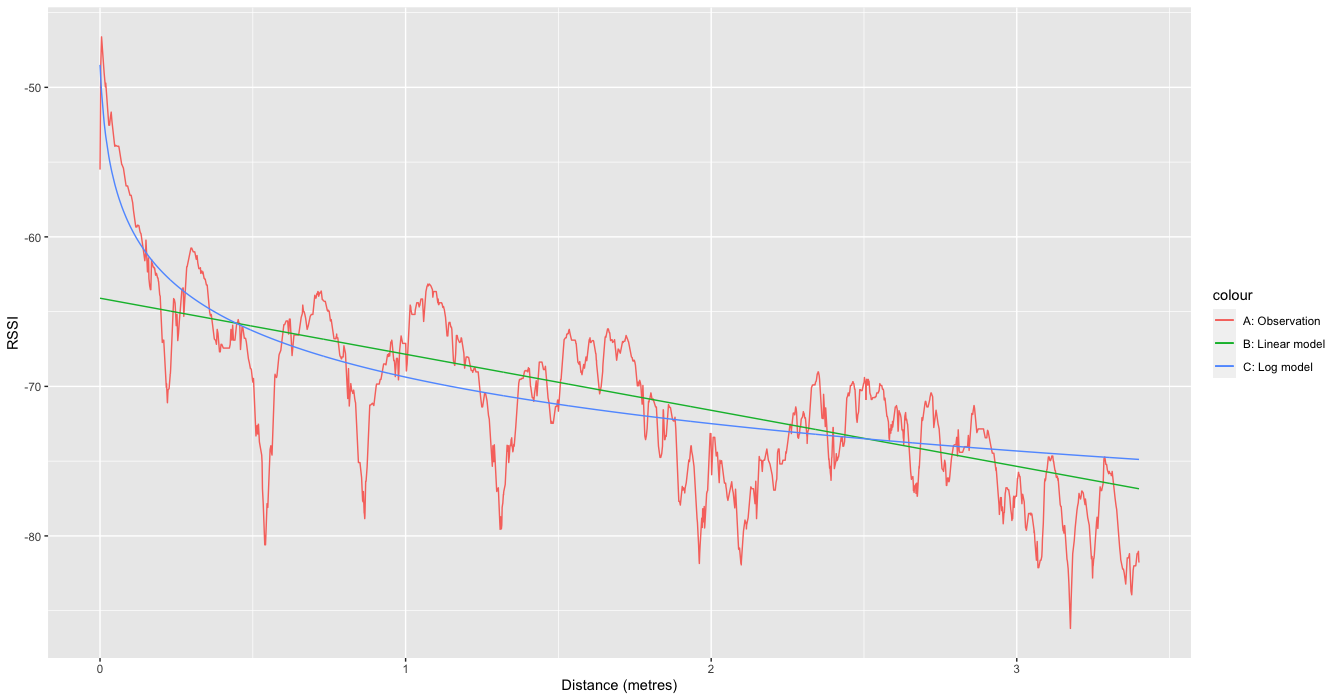 -50
-60
-70
-80
RSSI
0
1
2
3
Distance (metres)
colour
A: Observation
B: Linear model
C: Log model